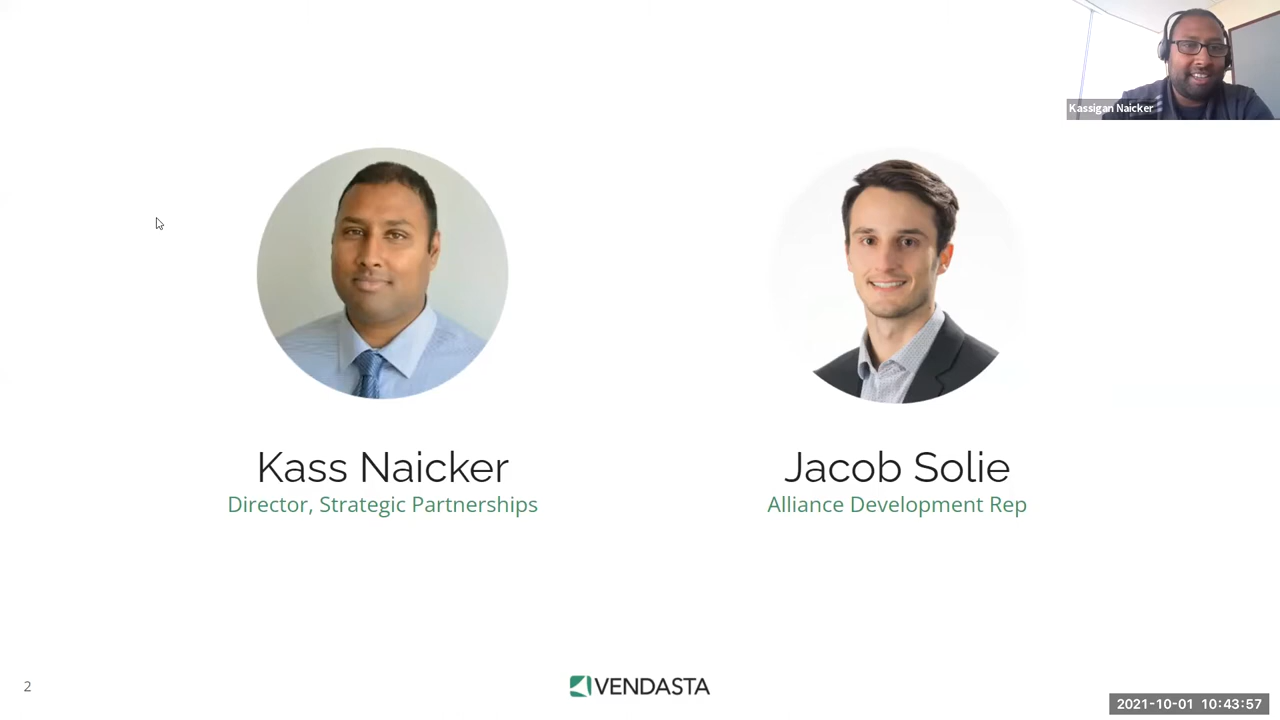 Kassigan Naicker
Kass Naicker
Director, Strategic Partnerships
Jacob Solie
Alliance Development Rep
2
VENDASTA
2021-10-01 10:43:57